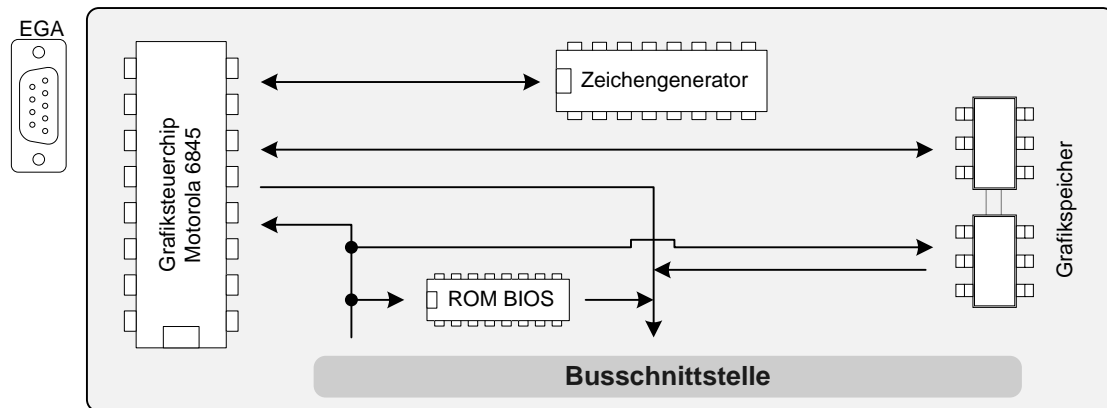 EGA
Grafiksteuerchip
Motorola 6845
Zeichengenerator
Grafikspeicher
ROM BIOS
Busschnittstelle